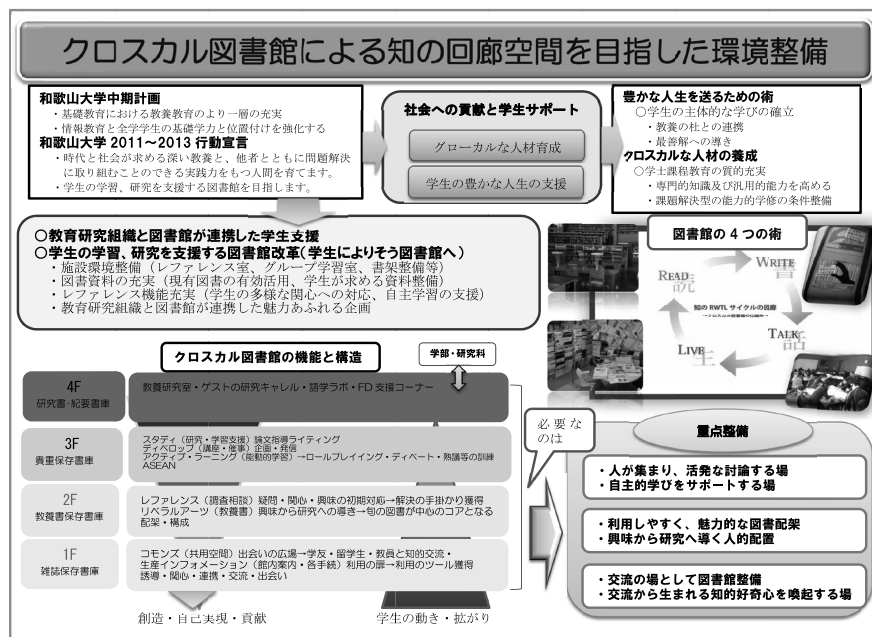 クロスカル図書館による知の回廊空間を目指した環境整備
和歌山大学中期計画
・基礎教育における教養教育のより一層の充実
・情報教育と全学学生の基礎学力と位置付けを強化する
和歌山大学 2011～2013 行動宣言
・時代と社会が求める深い教養と、他者とともに問題解決
に取り組むことのできる実践力をもつ人間を育てます。
・学生の学習、研究を支援する図書館を目指します。
社会への貢献と学生サポート
グローカルな人材育成
学生の豊かな人生の支援
豊かな人生を送るための術
○学生の主体的な学びの確立
・教養の杜との連携
・最善解への導き
クロスカルな人材の養成
○学士課程教育の質的充実
・専門的知識及び汎用的能力を高める
・課題解決型の能力的学修の条件整備
○教育研究組織と図書館が連携した学生支援
○学生の学習、研究を支援する図書館改革（学生によりそう図書館へ）
・施設環境整備（レファレンス室、グループ学習室、書架整備等）
・図書資料の充実（現有図書の有効活用、学生が求める資料整備）
・レファレンス機能充実（学生の多様な関心への対応、自主学習の支援）
・教育研究組織と図書館が連携した魅力あふれる企画
図書館の４つの術
READ 読
WRITE 書
知の RWTL サイクルの回廊
TALK 話
LIVE 生
クロスカル図書館の機能と構造
学部・研究科
4F
研究書・紀要書庫
教養研究室・ゲストの研究キャレル・語学ラボ・FD 支援コーナー
3F
貴重保存書庫
スタディ（研究・学習支援）論文指導ライティング
ディベロップ（講座・催事）企画・発信
アクティブ・ラーニング（能動的学習）→ロールプレイイング・ディベート・熟議等の訓練
ASEAN
2F
教養書保存書庫
レファレンス（調査相談）疑問・関心・興味の初期対応→解決の手掛かり獲得
リベラルアーツ（教養書）興味から研究への導き→旬の図書が中心のコアとなる
配架・構成
1F
雑誌保存書庫
コモンズ（共用空間）出会いの広場→学友・留学生・教員と知的交流・
生産インフォメーション（館内案内・各手続）利用の扉→利用のツール獲得
誘導・関心・連携・交流・出会い
創造・自己実現・貢献
学生の動き・拡がり
必要な
のは
重点整備
・人が集まり、活発な討論する場
・自主的学びをサポートする場
・利用しやすく、魅力的な図書配架
・興味から研究へ導く人的配置
・交流の場として図書館整備
・交流から生まれる知的好奇心を喚起する場